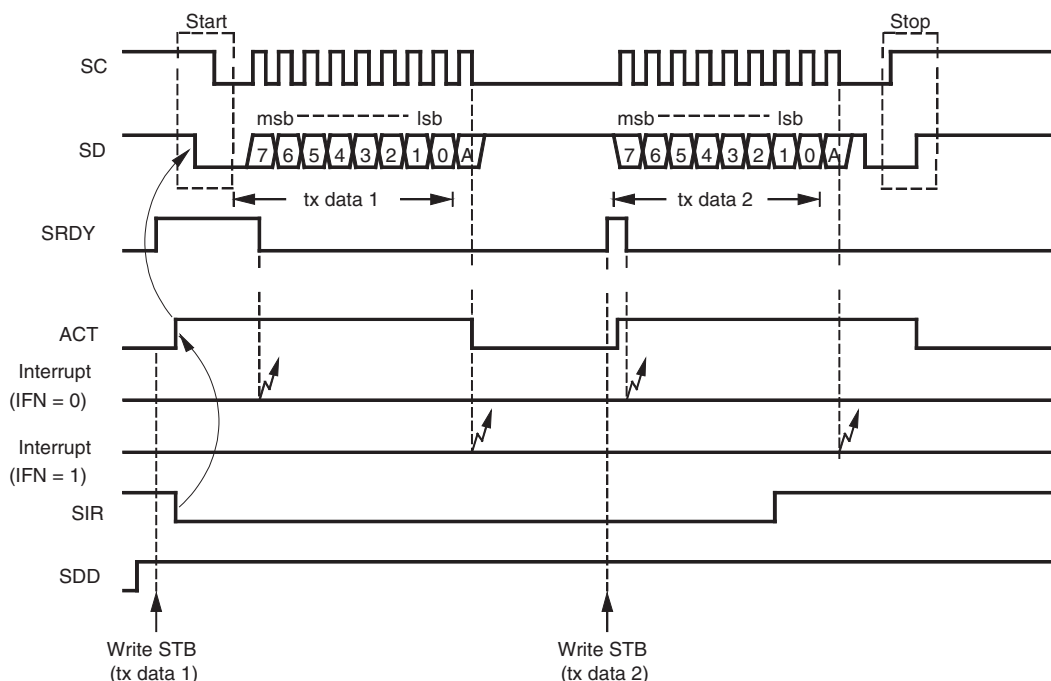 Start
Stop
SC
msb lsb
msb lsb
SD
7 6 5 4 3 2 1 0 A
7 6 5 4 3 2 1 0 A
tx data 1
tx data 2
SRDY
ACT
Interrupt
(IFN = 0)
Interrupt
(IFN = 1)
SIR
SDD
Write STB
(tx data 1)
Write STB
(tx data 2)